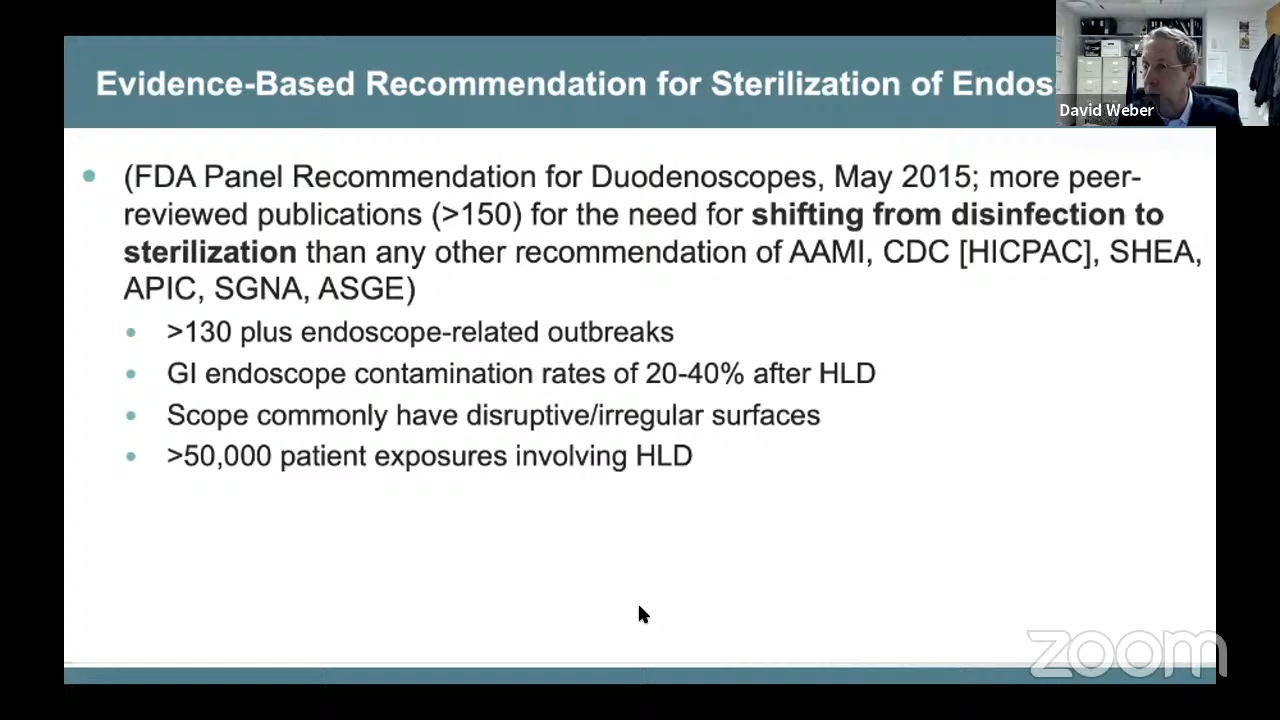 Evidence-Based Recommendation for Sterilization of Endos
David Weber
(FDA Panel Recommendation for Duodenoscopes, May 2015; more peer-
reviewed publications (>150) for the need for shifting from disinfection to
sterilization than any other recommendation of AAMI, CDC [HICPAC], SHEA,
APIC, SGNA, ASGE)
>130 plus endoscope-related outbreaks
GI endoscope contamination rates of 20-40% after HLD
Scope commonly have disruptive/irregular surfaces
>50,000 patient exposures involving HLD
zoom